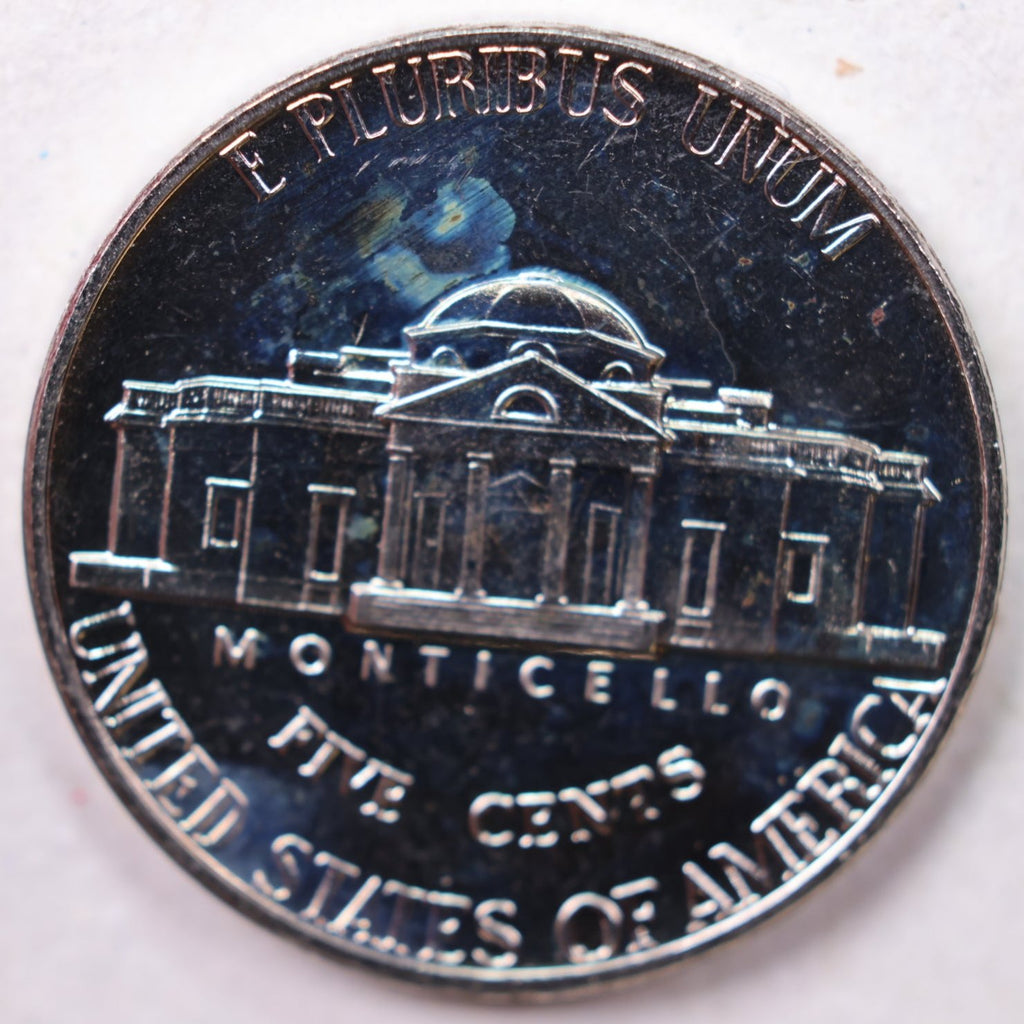 E PLURIBUS UNUM
MONTICELLO
FIVE CENTS
UNITED STATES OF AMERICA